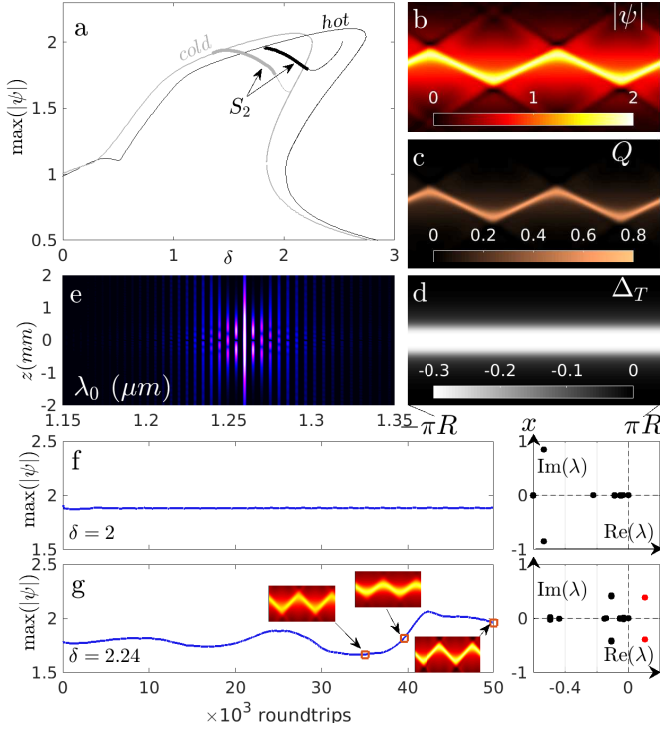 a
hot
cold
S₂
max(|ψ|)
2
1.5
1
0.5
0
1
δ
2
3
b
|ψ|
0
1
2
c
Q
0 0.2 0.4 0.6 0.8
d
Δ_T
-0.3 -0.2 -0.1 0
−πR
x
πR
e
z(mm)
2
1
0
-1
-2
λ₀ (μm)
1.15 1.2 1.25 1.3 1.35
f
max(|ψ|)
2.5
2
1.5
δ = 2
1
0
-1
Im(λ)
Re(λ)
g
max(|ψ|)
2.5
2
1.5
δ = 2.24
0 10 20 30 40 50
×10³ roundtrips
1
0
-1
Im(λ)
Re(λ)
-0.4 0